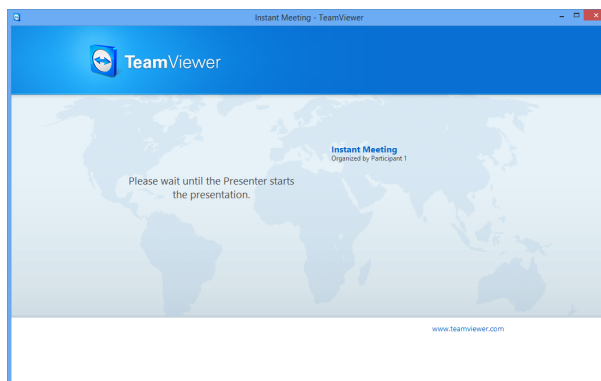 Instant Meeting - TeamViewer
TeamViewer
Instant Meeting
Organized by Participant 1
Please wait until the Presenter starts
the presentation.
www.teamviewer.com